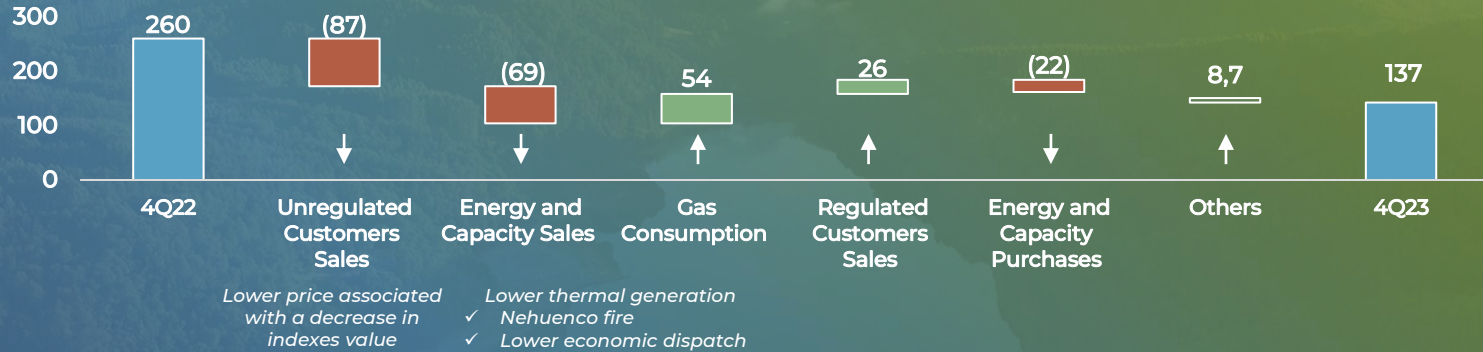 300
200
100
0
260
(87)
(69)
54
26
(22)
8,7
137
4Q22
Unregulated
Customers
Sales
Energy and
Capacity Sales
Gas
Consumption
Regulated
Customers
Sales
Energy and
Capacity
Purchases
Others
4Q23
Lower price associated
with a decrease in
indexes value
Lower thermal generation
✓ Nehuenco fire
✓ Lower economic dispatch